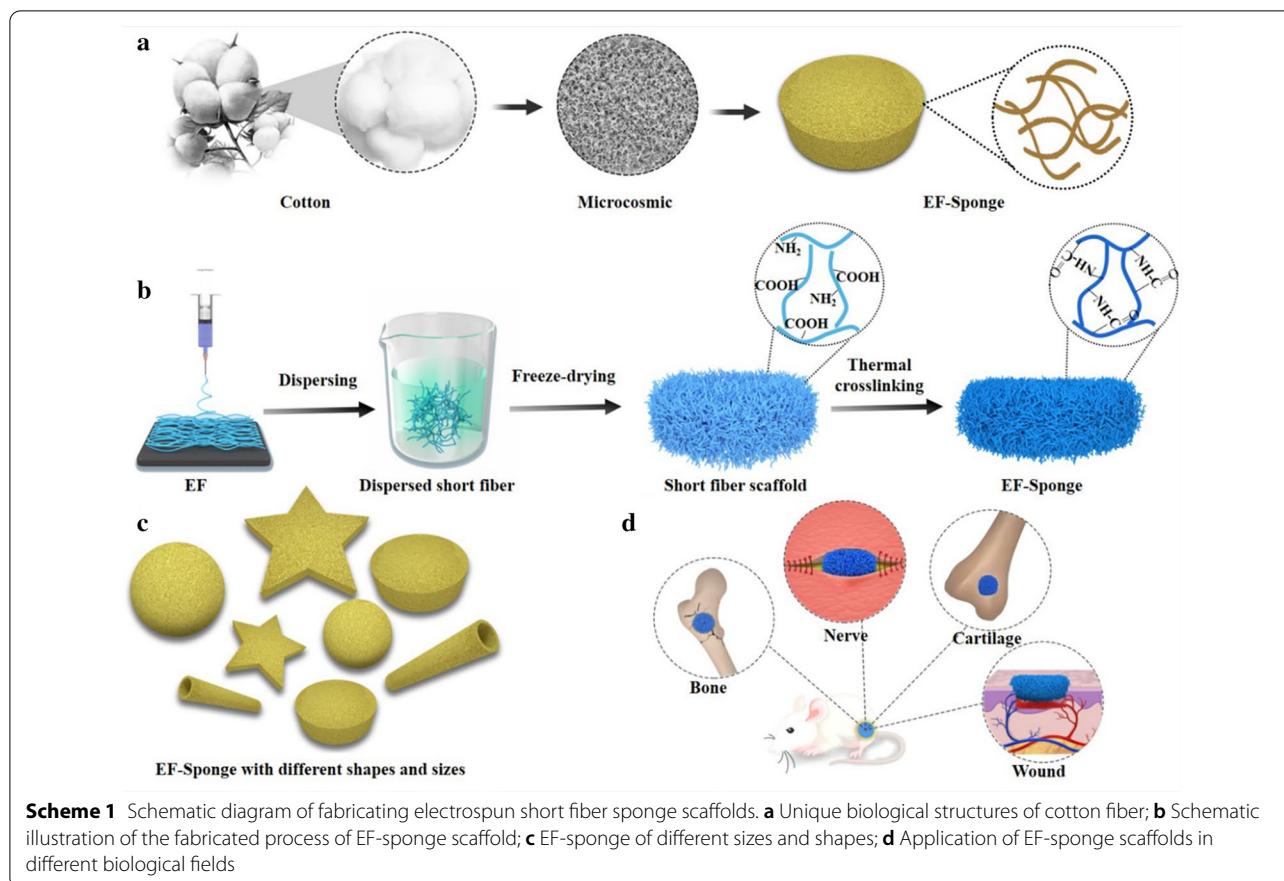 a
Cotton
Microcosmic
EF-Sponge
b
Dispersing
Freeze-drying
Thermal
crosslinking
NH2
COOH
COOH
NH2
COOH
O=C
-HN
NH-C=O
NH-C=O
EF
Dispersed short fiber
Short fiber scaffold
EF-Sponge
c
EF-Sponge with different shapes and sizes
d
Bone
Nerve
Cartilage
Wound
Scheme 1 Schematic diagram of fabricating electrospun short fiber sponge scaffolds. a Unique biological structures of cotton fiber; b Schematic
illustration of the fabricated process of EF-sponge scaffold; c EF-sponge of different sizes and shapes; d Application of EF-sponge scaffolds in
different biological fields